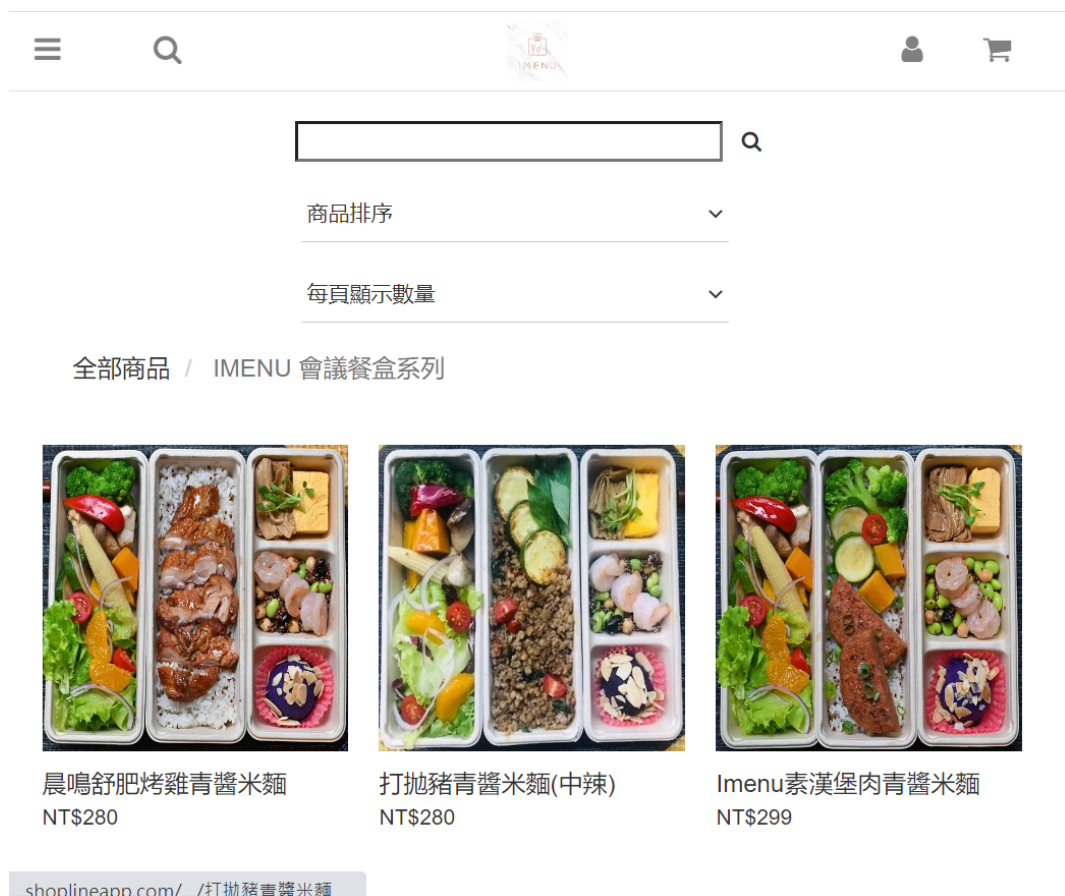 IMENU
商品排序
每頁顯示數量
全部商品 / IMENU 會議餐盒系列
晨鳴舒肥烤雞青醬米麵
NT$280
打拋豬青醬米麵(中辣)
NT$280
Imenu素漢堡肉青醬米麵
NT$299
...shoplineapp.com/.../打拋豬青醬米麵...